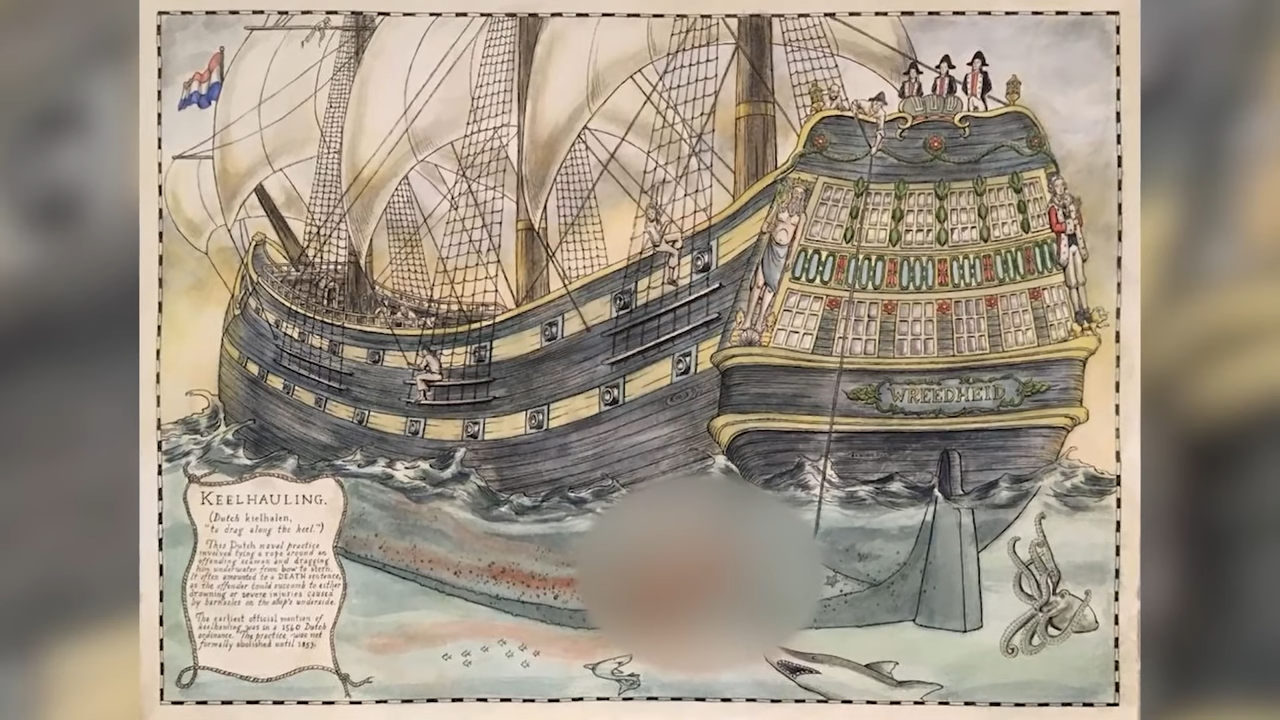 WREEDHEID
KEELHAULING.
(Dutch kielhalen,
"to drag along the keel.")
This Dutch naval practice
involved tying a rope around an
offending seaman and dragging
him underwater from bow to stern.
It often amounted to a DEATH sentence,
as the offender could succumb to either
drowning or severe injuries caused
by barnacles on the ship's underside.
The earliest official mention of
keelhauling was in a 1560 Dutch
ordinance. The practice was not
formally abolished until 1853.